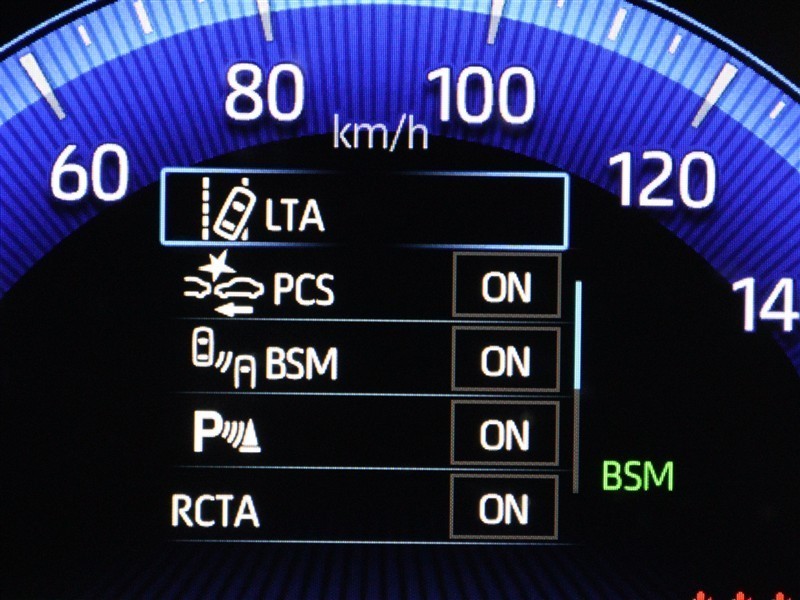 80
100
km/h
60
120
LTA
PCS ON
14
BSM ON
P ON
BSM
RCTA ON